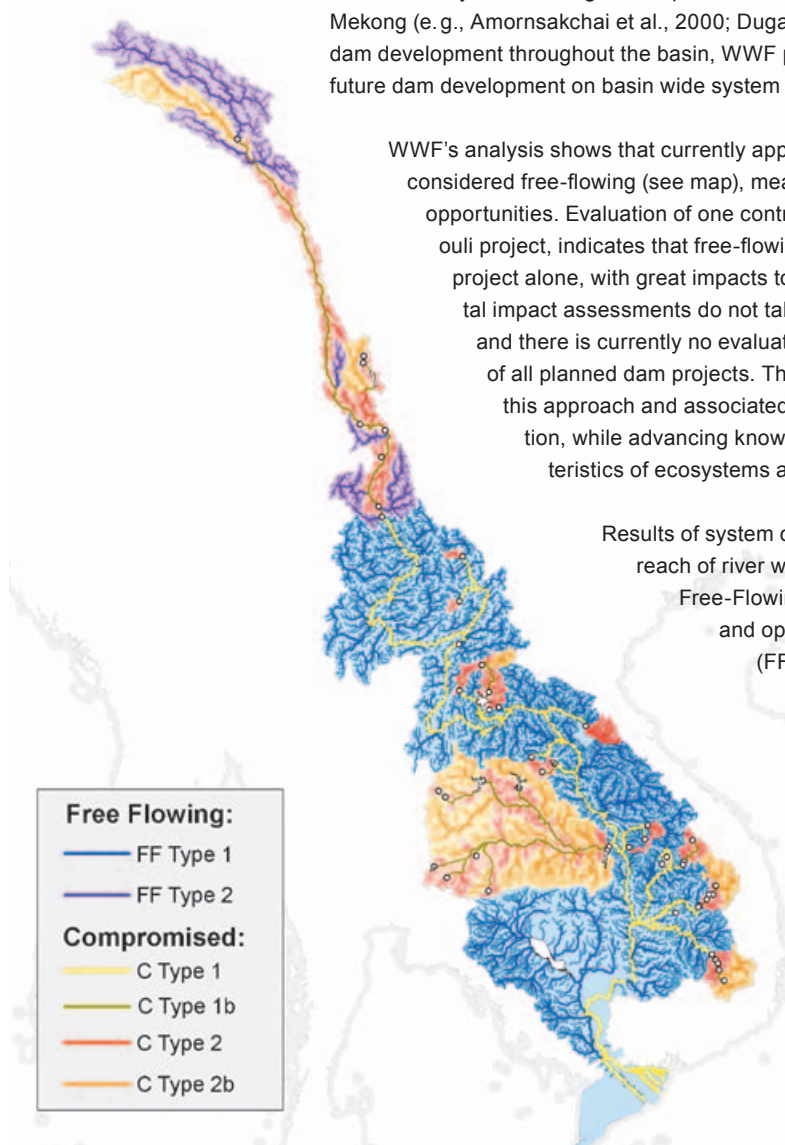 Mekong (e.g., Amornsakchai et al., 2000; Duga
dam development throughout the basin, WWF p
future dam development on basin wide system
WWF's analysis shows that currently app
considered free-flowing (see map), mea
opportunities. Evaluation of one contr
ouli project, indicates that free-flowi
project alone, with great impacts to
tal impact assessments do not tal
and there is currently no evaluat
of all planned dam projects. Th
this approach and associated
tion, while advancing know
teristics of ecosystems a
Results of system c
reach of river w
Free-Flowin
and op
(FF
Free Flowing:
FF Type 1
FF Type 2
Compromised:
C Type 1
C Type 1b
C Type 2
C Type 2b